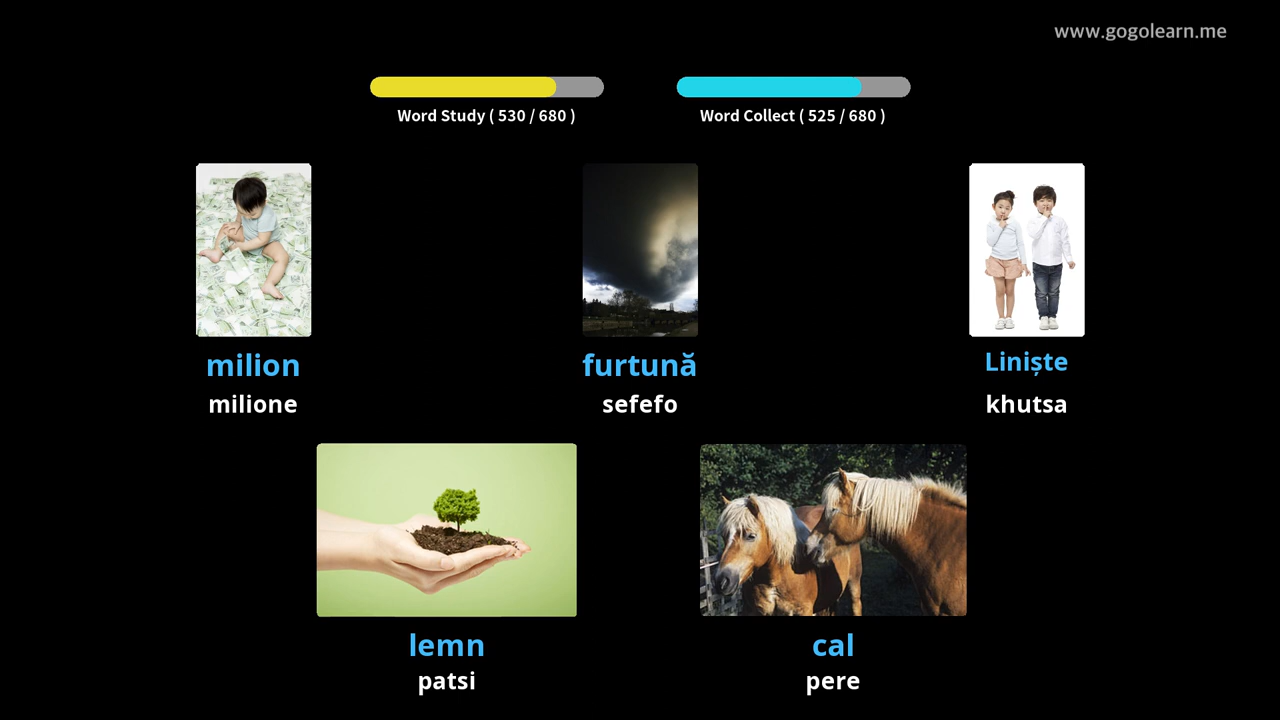 www.gogolearn.me
Word Study ( 530 / 680 )
Word Collect ( 525 / 680 )
milion
milione
furtună
sefefo
Liniște
khutsa
lemn
patsi
cal
pere